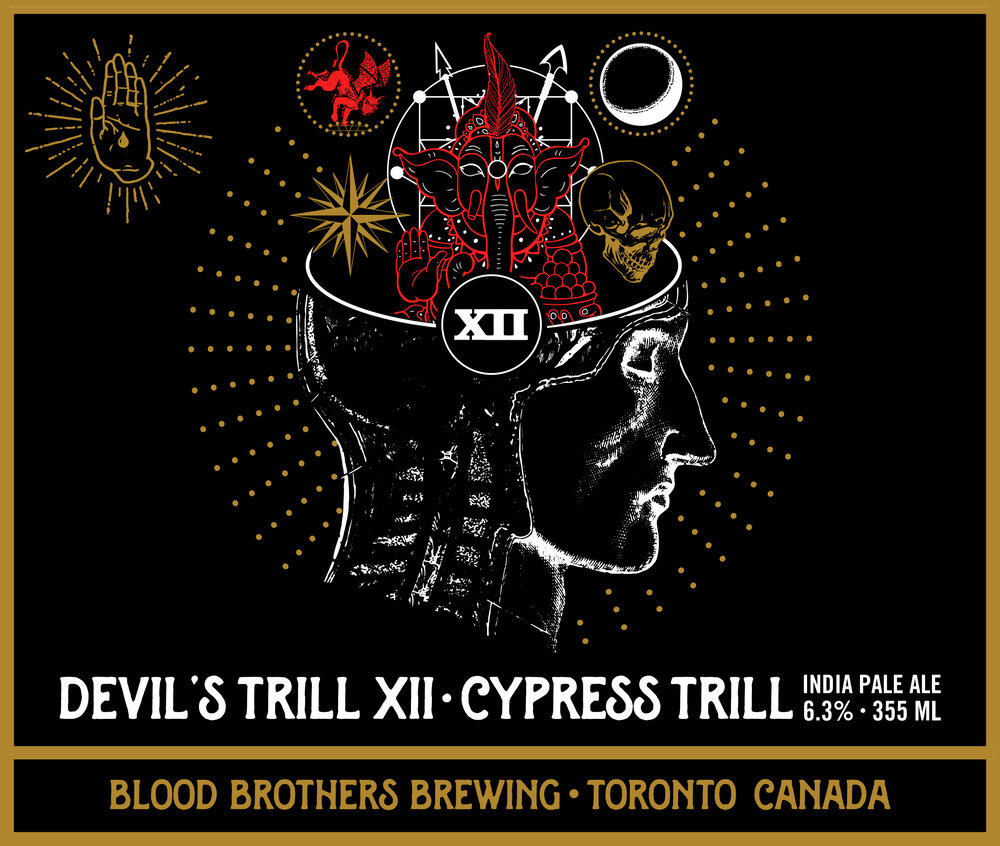 XII
DEVIL'S TRILL XII · CYPRESS TRILL
INDIA PALE ALE
6.3% · 355 ML
BLOOD BROTHERS BREWING · TORONTO CANADA